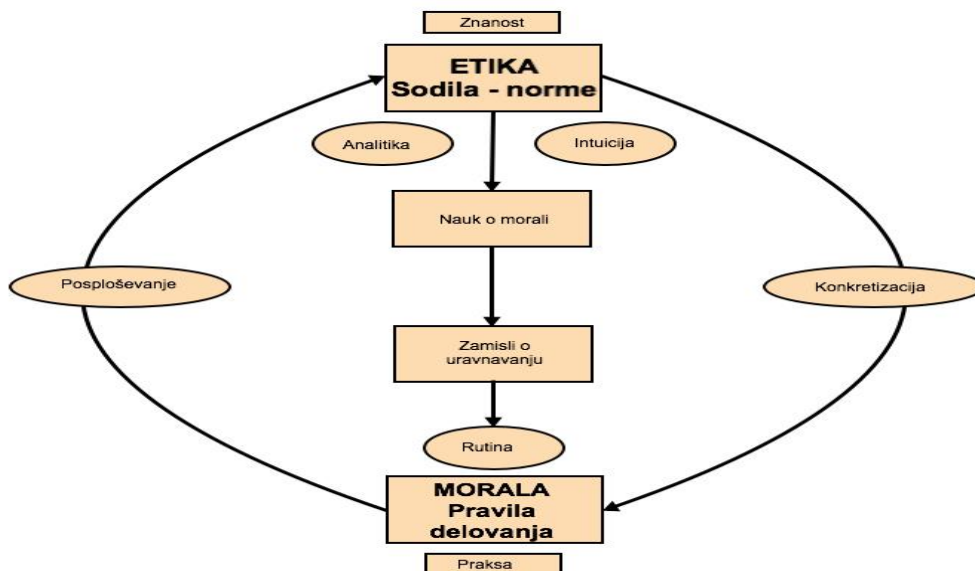 Znanost
ETIKA
Sodila - norme
Analitika
Intuicija
Nauk o morali
Posploševanje
Konkretizacija
Zamisli o
uravnavanju
Rutina
MORALA
Pravila
delovanja
Praksa